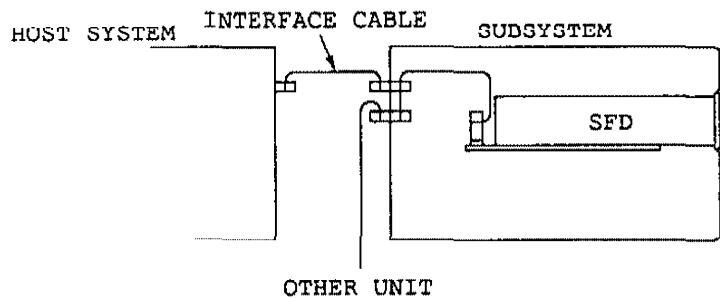 HOST SYSTEM
INTERFACE CABLE
SUDSYSTEM
SFD
OTHER UNIT